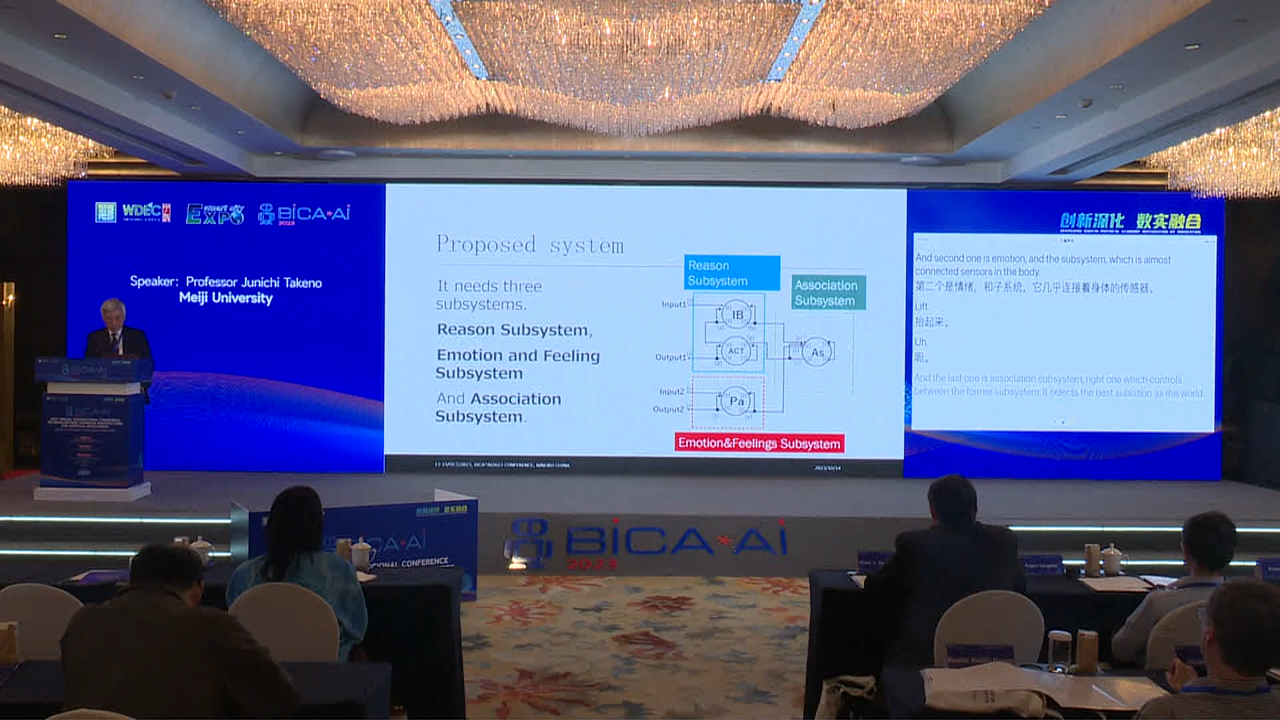 WDEC
EXPO
BICA*AI
2023
Speaker: Professor Junichi Takeno
Meiji University
Proposed system
It needs three
subsystems.
Reason Subsystem,
Emotion and Feeling
Subsystem
And Association
Subsystem.
Reason
Subsystem
Association
Subsystem
Input1
IB
Output1
ACT
As
Input2
Output2
Pa
Emotion&Feelings Subsystem
创新深化 数实融合
And second one is emotion, and the subsystem, which is almost
connected sensors in the body.
第二个是情绪，和子系统，它几乎连接着身体的传感器。
Lift.
抬起来。
Uh.
呃。
And the last one is association subsystem, right one which controls
between the former subsystem. It selects the best sublation as the world.
BICA-AI
BICA*AI
2023
CONFERENCE